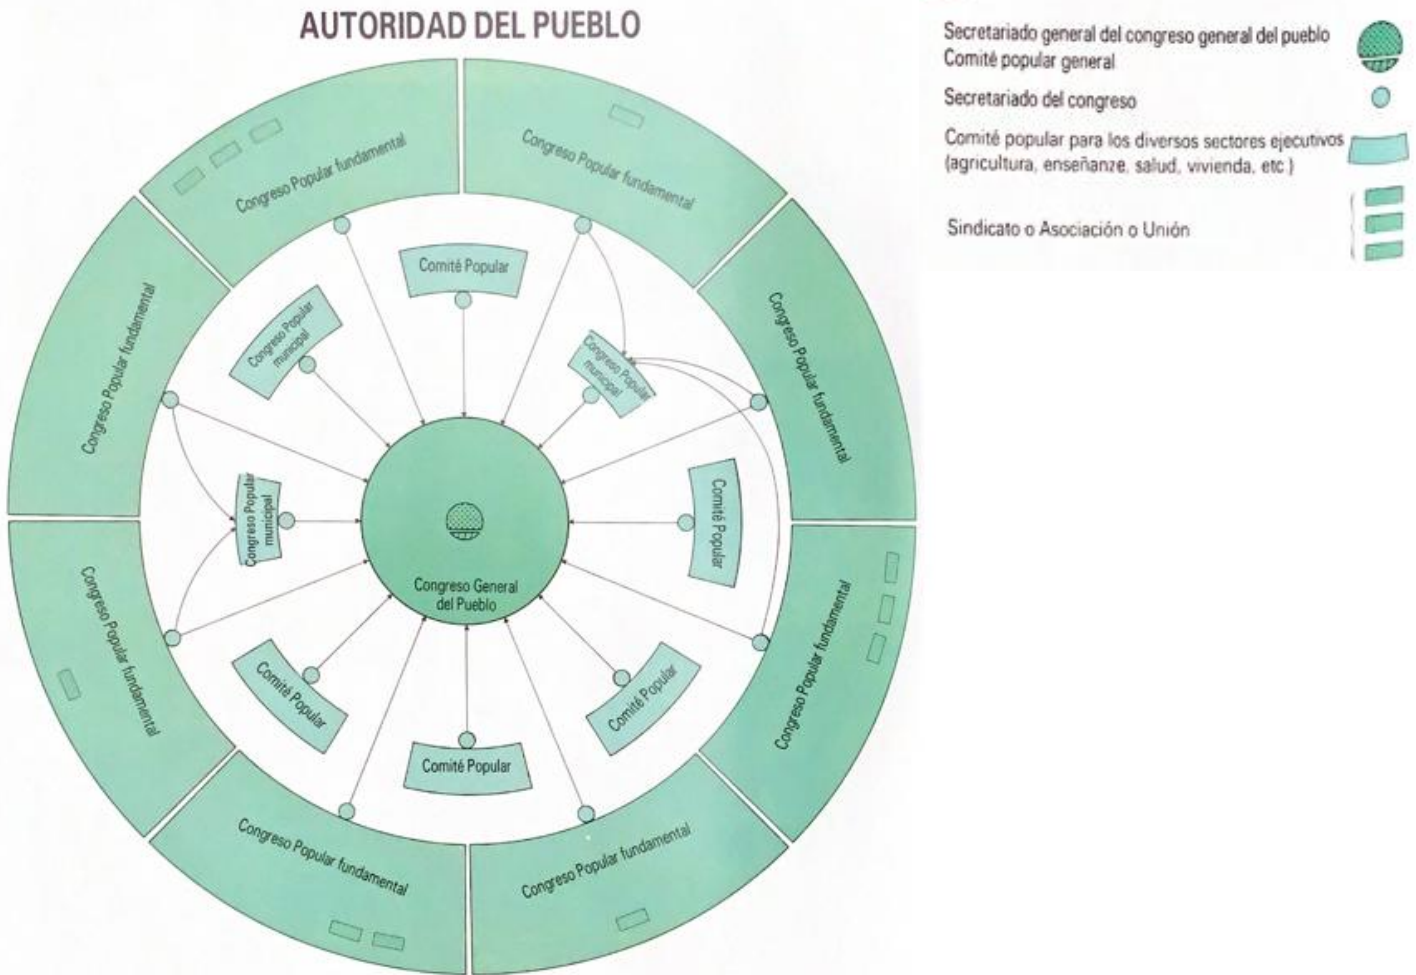 AUTORIDAD DEL PUEBLO
Secretariado general del congreso general del pueblo
Comité popular general
Secretariado del congreso
Comité popular para los diversos sectores ejecutivos
(agricultura, enseñanze, salud, vivienda, etc.)
Sindicato o Asociación o Unión
Congreso Popular fundamental
Congreso Popular fundamental
Congreso Popular fundamental
Congreso Popular fundamental
Congreso Popular fundamental
Congreso Popular fundamental
Congreso Popular fundamental
Congreso Popular fundamental
Comité Popular
Congreso Popular
municipal
Comité Popular
Comité Popular
Comité Popular
Comité Popular
Congreso Popular
municipal
Congreso Popular
municipal
Congreso General
del Pueblo